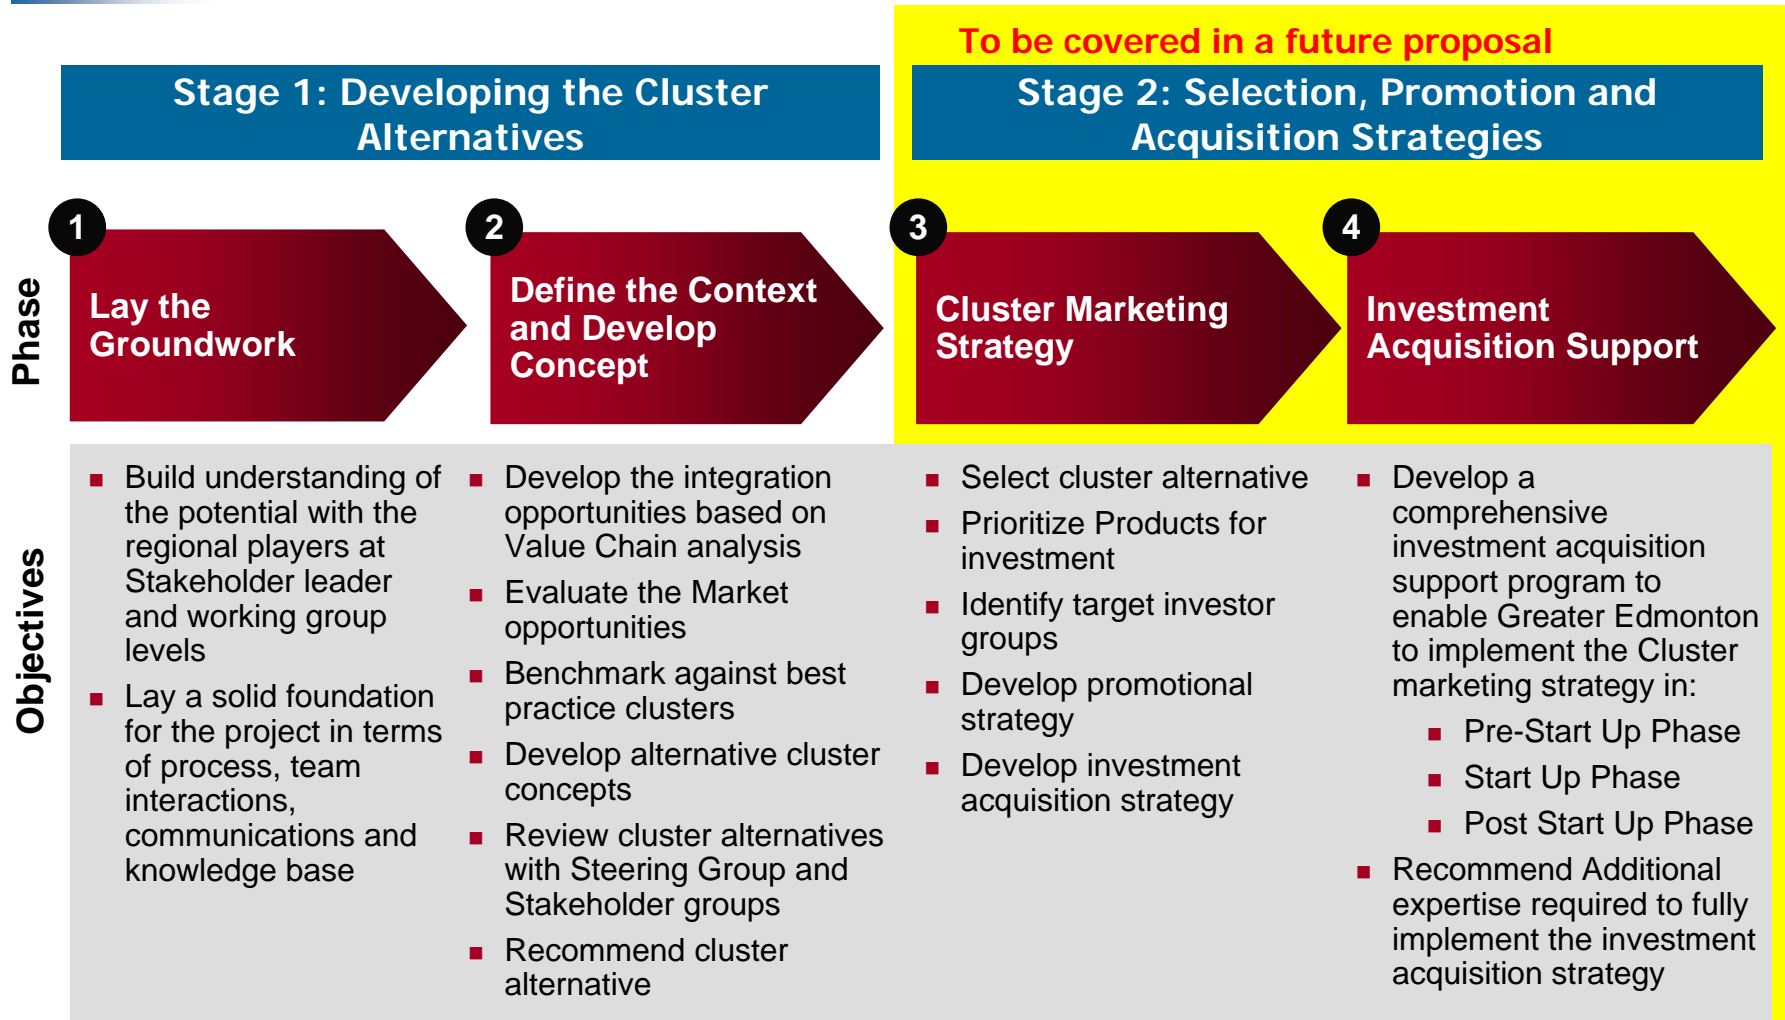 To be covered in a future proposal
Stage 1: Developing the Cluster
Alternatives
Stage 2: Selection, Promotion and
Acquisition Strategies
Phase
1
Lay the
Groundwork
2
Define the Context
and Develop
Concept
3
Cluster Marketing
Strategy
4
Investment
Acquisition Support
Objectives
■ Build understanding of
the potential with the
regional players at
Stakeholder leader
and working group
levels
■ Lay a solid foundation
for the project in terms
of process, team
interactions,
communications and
knowledge base
■ Develop the integration
opportunities based on
Value Chain analysis
■ Evaluate the Market
opportunities
■ Benchmark against best
practice clusters
■ Develop alternative cluster
concepts
■ Review cluster alternatives
with Steering Group and
Stakeholder groups
■ Recommend cluster
alternative
■ Select cluster alternative
■ Prioritize Products for
investment
■ Identify target investor
groups
■ Develop promotional
strategy
■ Develop investment
acquisition strategy
■ Develop a
comprehensive
investment acquisition
support program to
enable Greater Edmonton
to implement the Cluster
marketing strategy in:
■ Pre-Start Up Phase
■ Start Up Phase
■ Post Start Up Phase
■ Recommend Additional
expertise required to fully
implement the investment
acquisition strategy